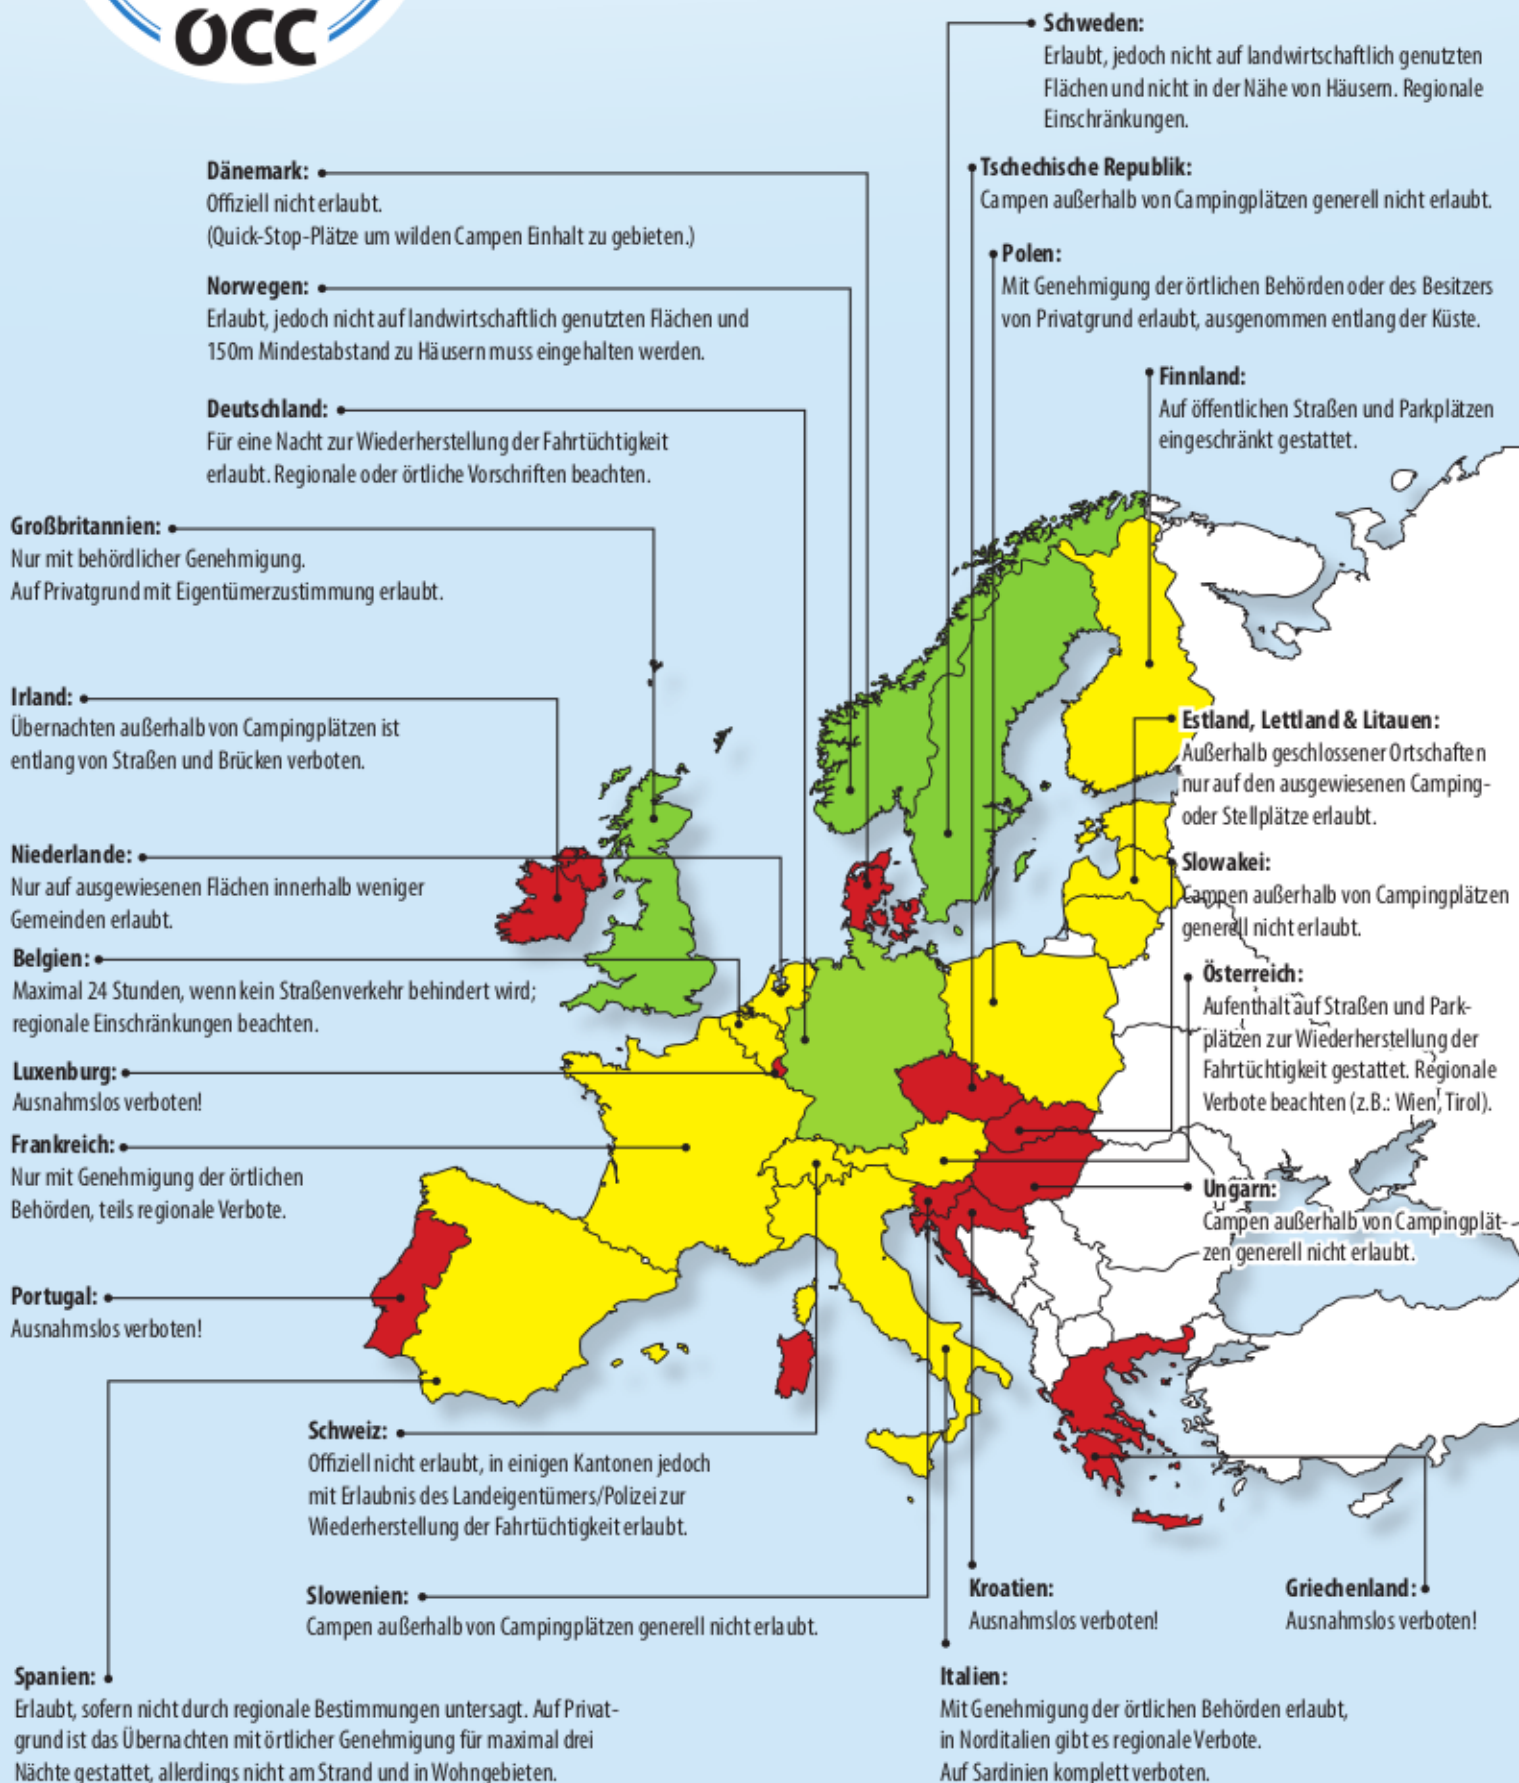 ÖCC
Schweden:
Erlaubt, jedoch nicht auf landwirtschaftlich genutzten
Flächen und nicht in der Nähe von Häusern. Regionale
Einschränkungen.
Dänemark:
Offiziell nicht erlaubt.
(Quick-Stop-Plätze um wilden Campen Einhalt zu gebieten.)
Tschechische Republik:
Campen außerhalb von Campingplätzen generell nicht erlaubt.
Polen:
Mit Genehmigung der örtlichen Behörden oder des Besitzers
von Privatgrund erlaubt, ausgenommen entlang der Küste.
Norwegen:
Erlaubt, jedoch nicht auf landwirtschaftlich genutzten Flächen und
150m Mindestabstand zu Häusern muss eingehalten werden.
Finnland:
Auf öffentlichen Straßen und Parkplätzen
eingeschränkt gestattet.
Deutschland:
Für eine Nacht zur Wiederherstellung der Fahrtüchtigkeit
erlaubt. Regionale oder örtliche Vorschriften beachten.
Großbritannien:
Nur mit behördlicher Genehmigung.
Auf Privatgrund mit Eigentümerzustimmung erlaubt.
Irland:
Übernachten außerhalb von Campingplätzen ist
entlang von Straßen und Brücken verboten.
Estland, Lettland & Litauen:
Außerhalb geschlossener Ortschaften
nur auf den ausgewiesenen Camping-
oder Stellplätze erlaubt.
Niederlande:
Nur auf ausgewiesenen Flächen innerhalb weniger
Gemeinden erlaubt.
Slowakei:
Campen außerhalb von Campingplätzen
generell nicht erlaubt.
Belgien:
Maximal 24 Stunden, wenn kein Straßenverkehr behindert wird;
regionale Einschränkungen beachten.
Österreich:
Aufenthalt auf Straßen und Park-
plätzen zur Wiederherstellung der
Fahrtüchtigkeit gestattet. Regionale
Verbote beachten (z.B.: Wien, Tirol).
Luxenburg:
Ausnahmslos verboten!
Frankreich:
Nur mit Genehmigung der örtlichen
Behörden, teils regionale Verbote.
Ungarn:
Campen außerhalb von Campingplät-
zen generell nicht erlaubt.
Portugal:
Ausnahmslos verboten!
Schweiz:
Offiziell nicht erlaubt, in einigen Kantonen jedoch
mit Erlaubnis des Landeigentümers/Polizei zur
Wiederherstellung der Fahrtüchtigkeit erlaubt.
Slowenien:
Campen außerhalb von Campingplätzen generell nicht erlaubt.
Kroatien:
Ausnahmslos verboten!
Griechenland:
Ausnahmslos verboten!
Spanien:
Erlaubt, sofern nicht durch regionale Bestimmungen untersagt. Auf Privat-
grund ist das Übernachten mit örtlicher Genehmigung für maximal drei
Nächte gestattet, allerdings nicht am Strand und in Wohngebieten.
Italien:
Mit Genehmigung der örtlichen Behörden erlaubt,
in Norditalien gibt es regionale Verbote.
Auf Sardinien komplett verboten.